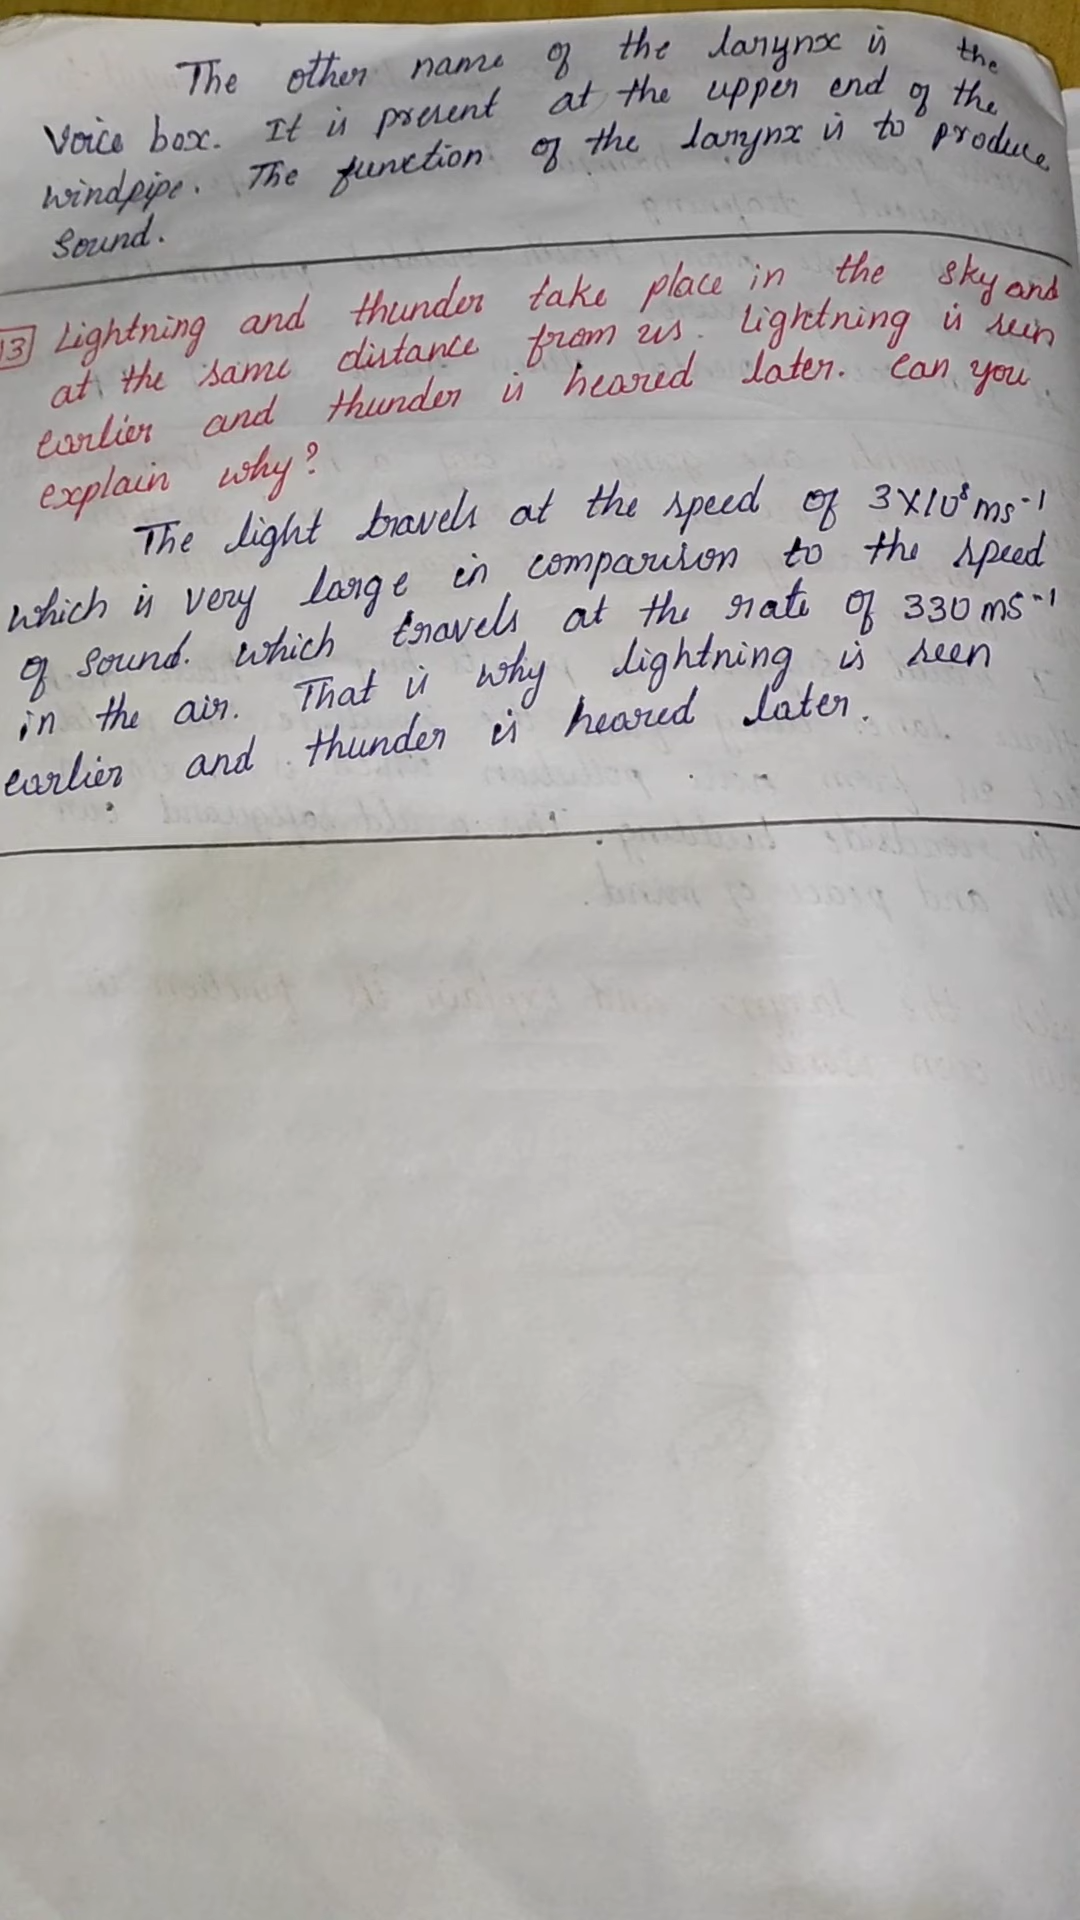 The other name of the larynx is the
Voice box. It is present at the upper end of the
windpipe. The function of the larynx is to produce
Sound.
13 Lightning and thunder take place in the sky and
at the same distance from us. Lightning is seen
earlier and thunder is heared later. Can you
explain why?
The light travels at the speed of 3×10⁸ ms⁻¹
which is very large in comparison to the speed
of sound. which travels at the rate of 330 ms⁻¹
in the air. That is why lightning is seen
earlier and thunder is heared later.